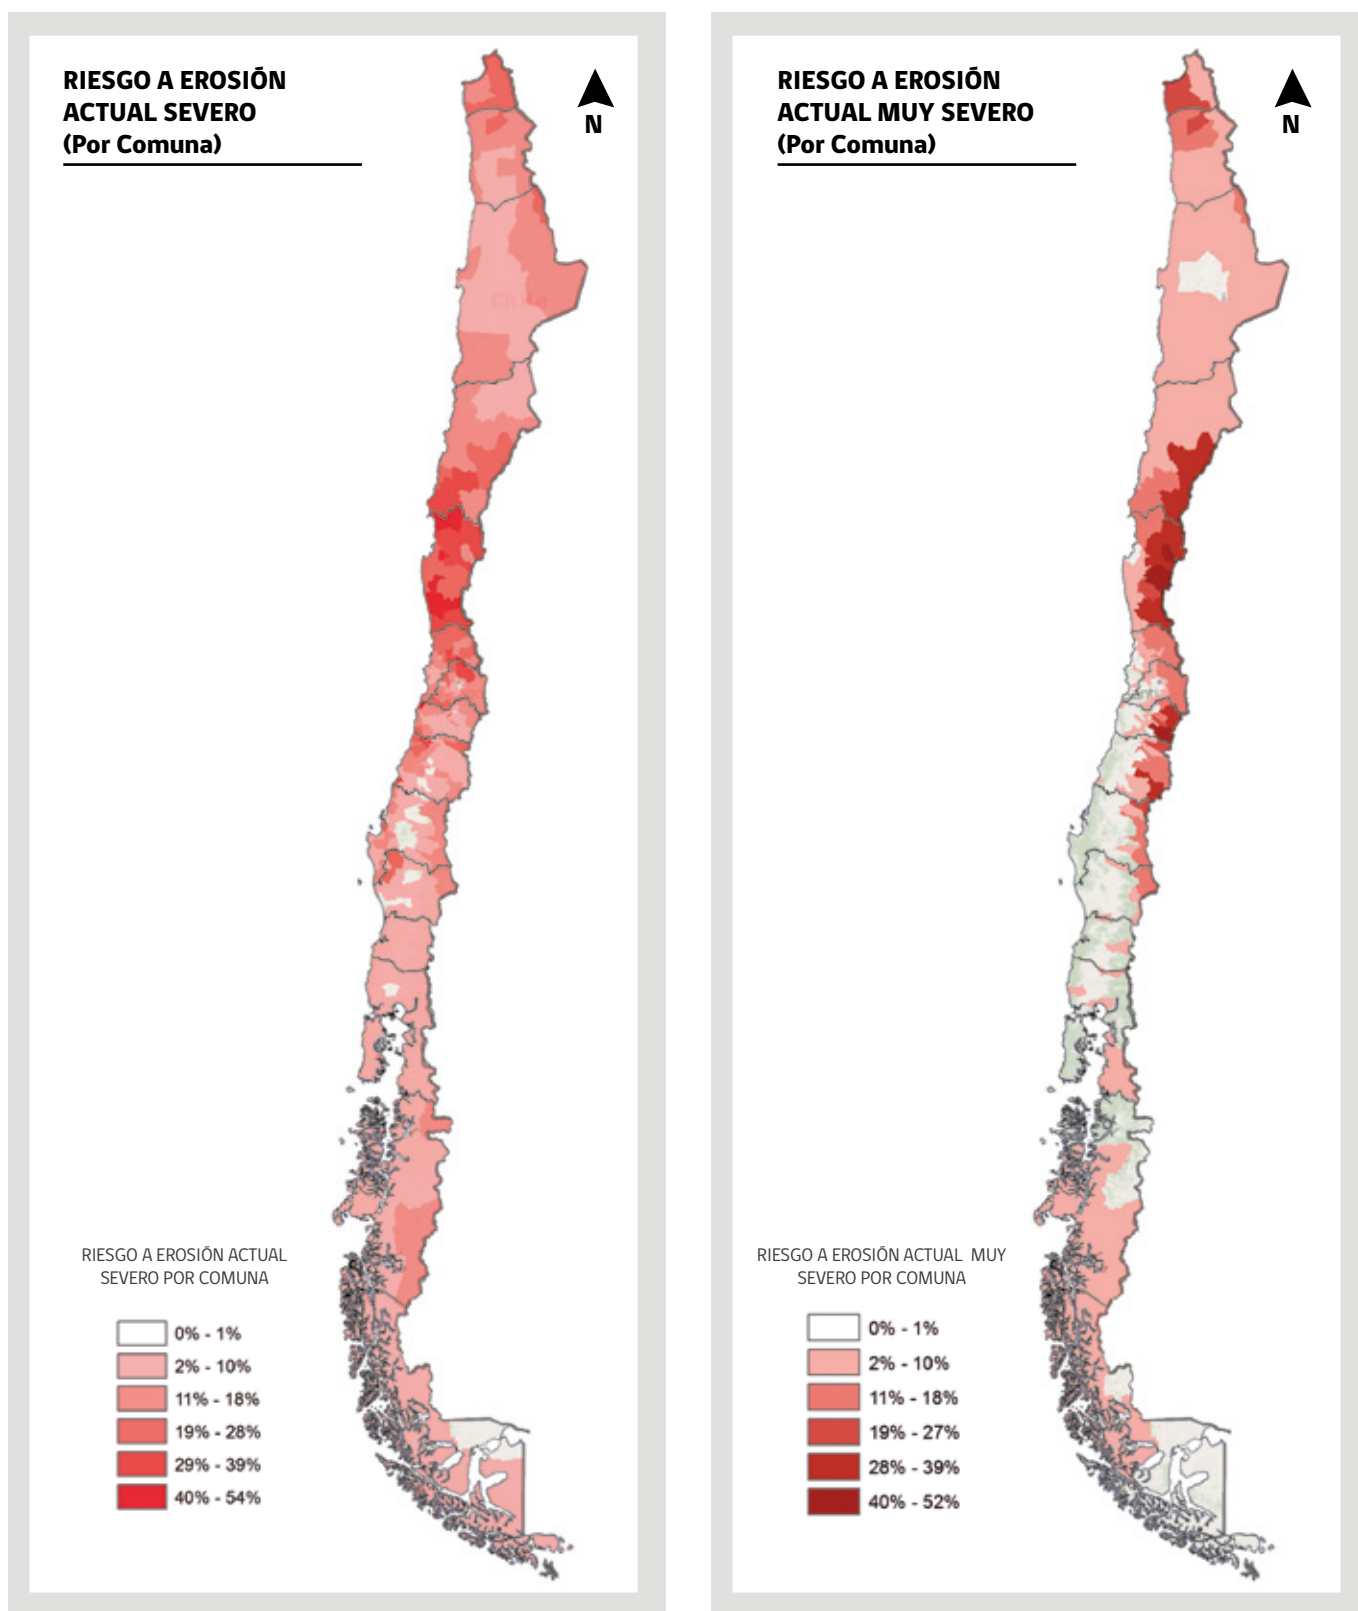 RIESGO A EROSIÓN
ACTUAL SEVERO
(Por Comuna)
N
Chile
RIESGO A EROSIÓN ACTUAL
SEVERO POR COMUNA
0% - 1%
2% - 10%
11% - 18%
19% - 28%
29% - 39%
40% - 54%
RIESGO A EROSIÓN
ACTUAL MUY SEVERO
(Por Comuna)
N
RIESGO A EROSIÓN ACTUAL MUY
SEVERO POR COMUNA
0% - 1%
2% - 10%
11% - 18%
19% - 27%
28% - 39%
40% - 52%